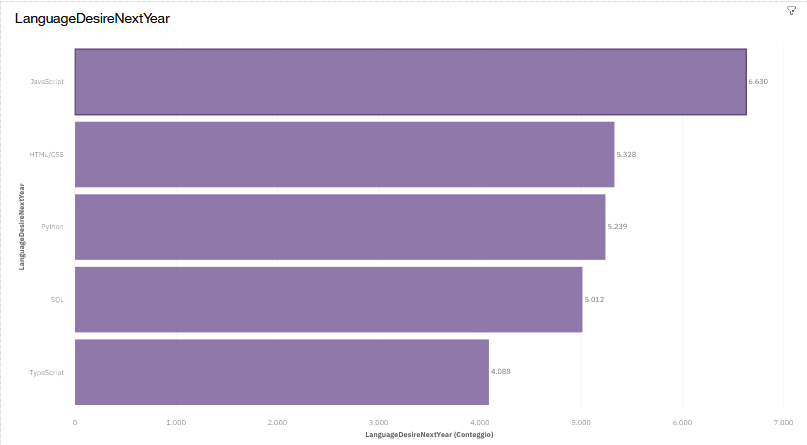 LanguageDesireNextYear
LanguageDesireNextYear
JavaScript
6.630
HTML/CSS
5.328
Python
5.239
SQL
5.012
TypeScript
4.088
0
1.000
2.000
3.000
4.000
5.000
6.000
7.000
LanguageDesireNextYear (Conteggio)